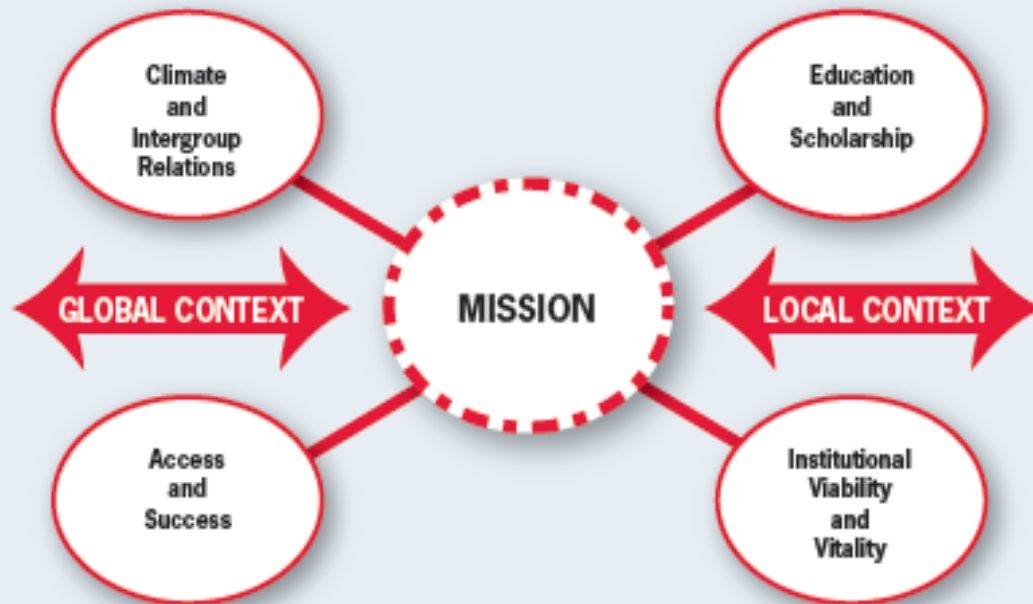 Climate
and
Intergroup
Relations
Education
and
Scholarship
GLOBAL CONTEXT
MISSION
LOCAL CONTEXT
Access
and
Success
Institutional
Viability
and
Vitality